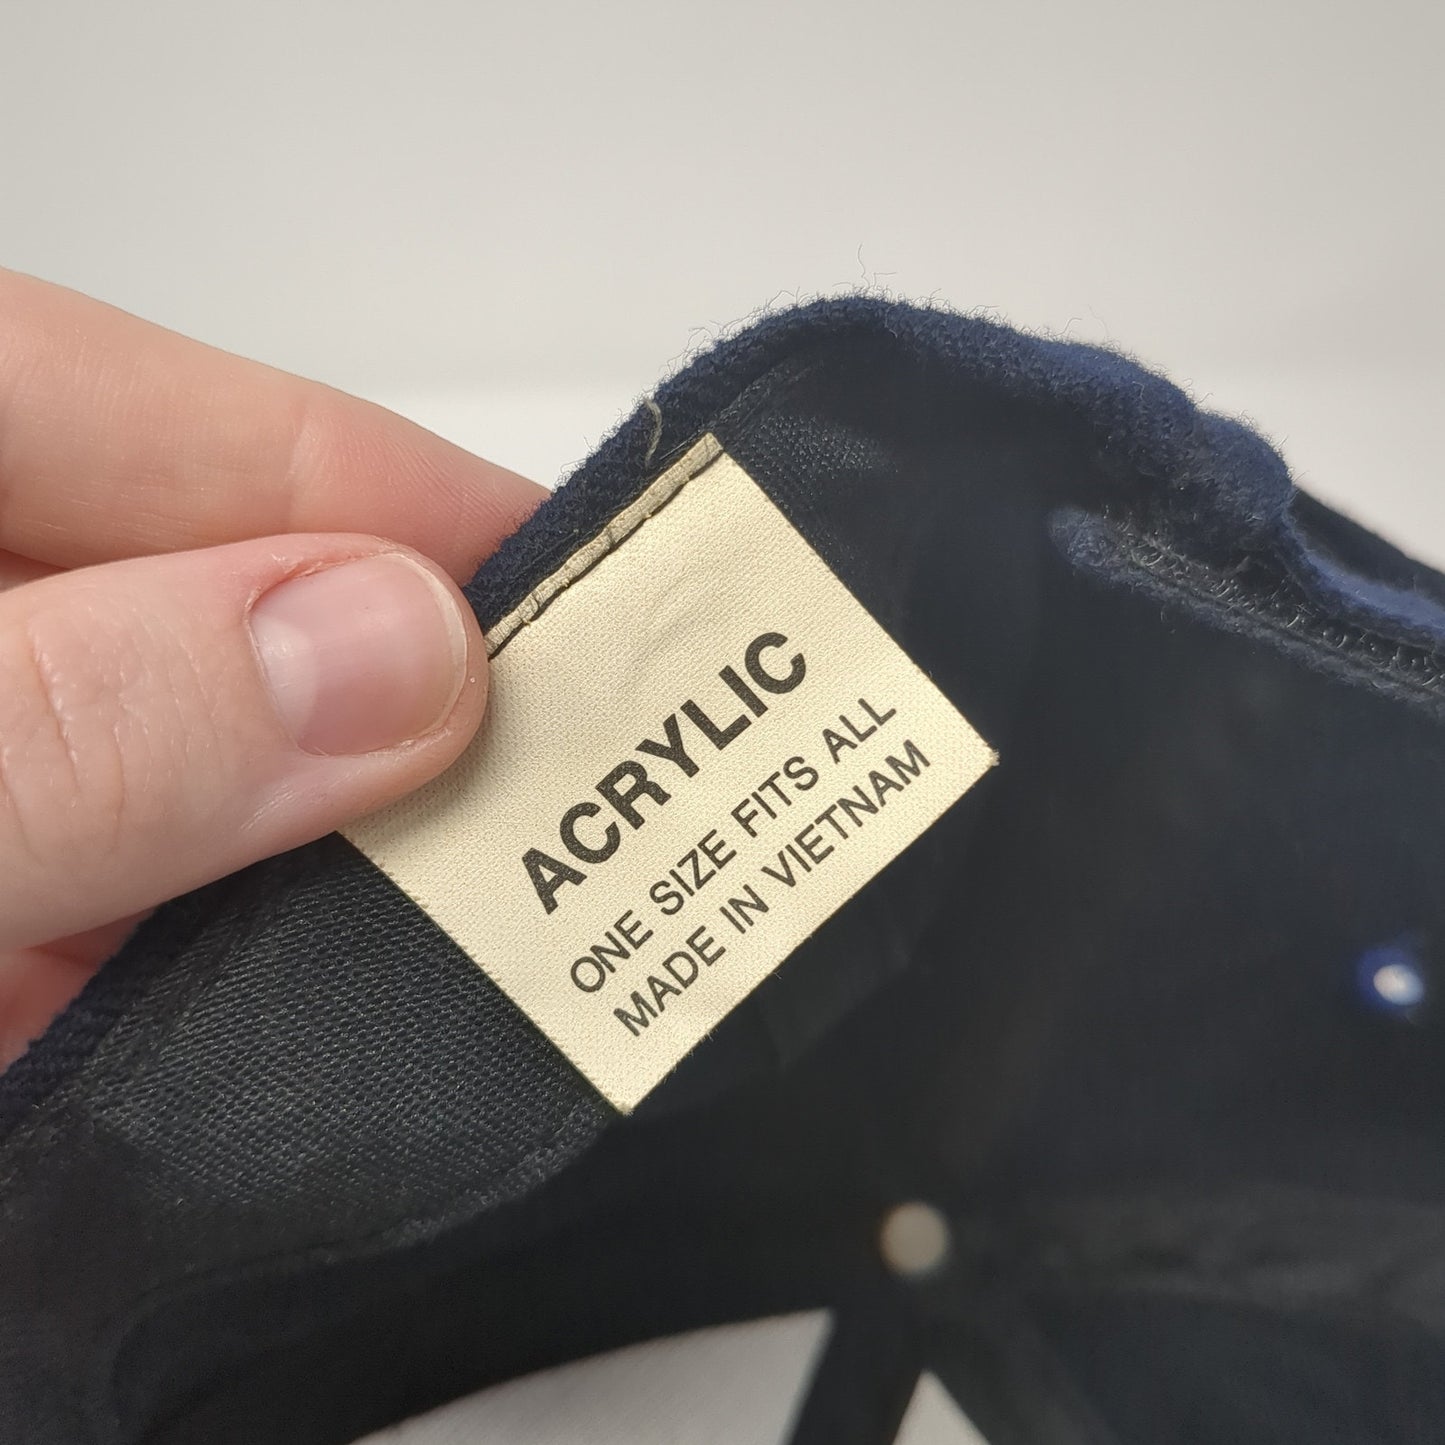 ACRYLIC
ONE SIZE FITS ALL
MADE IN VIETNAM